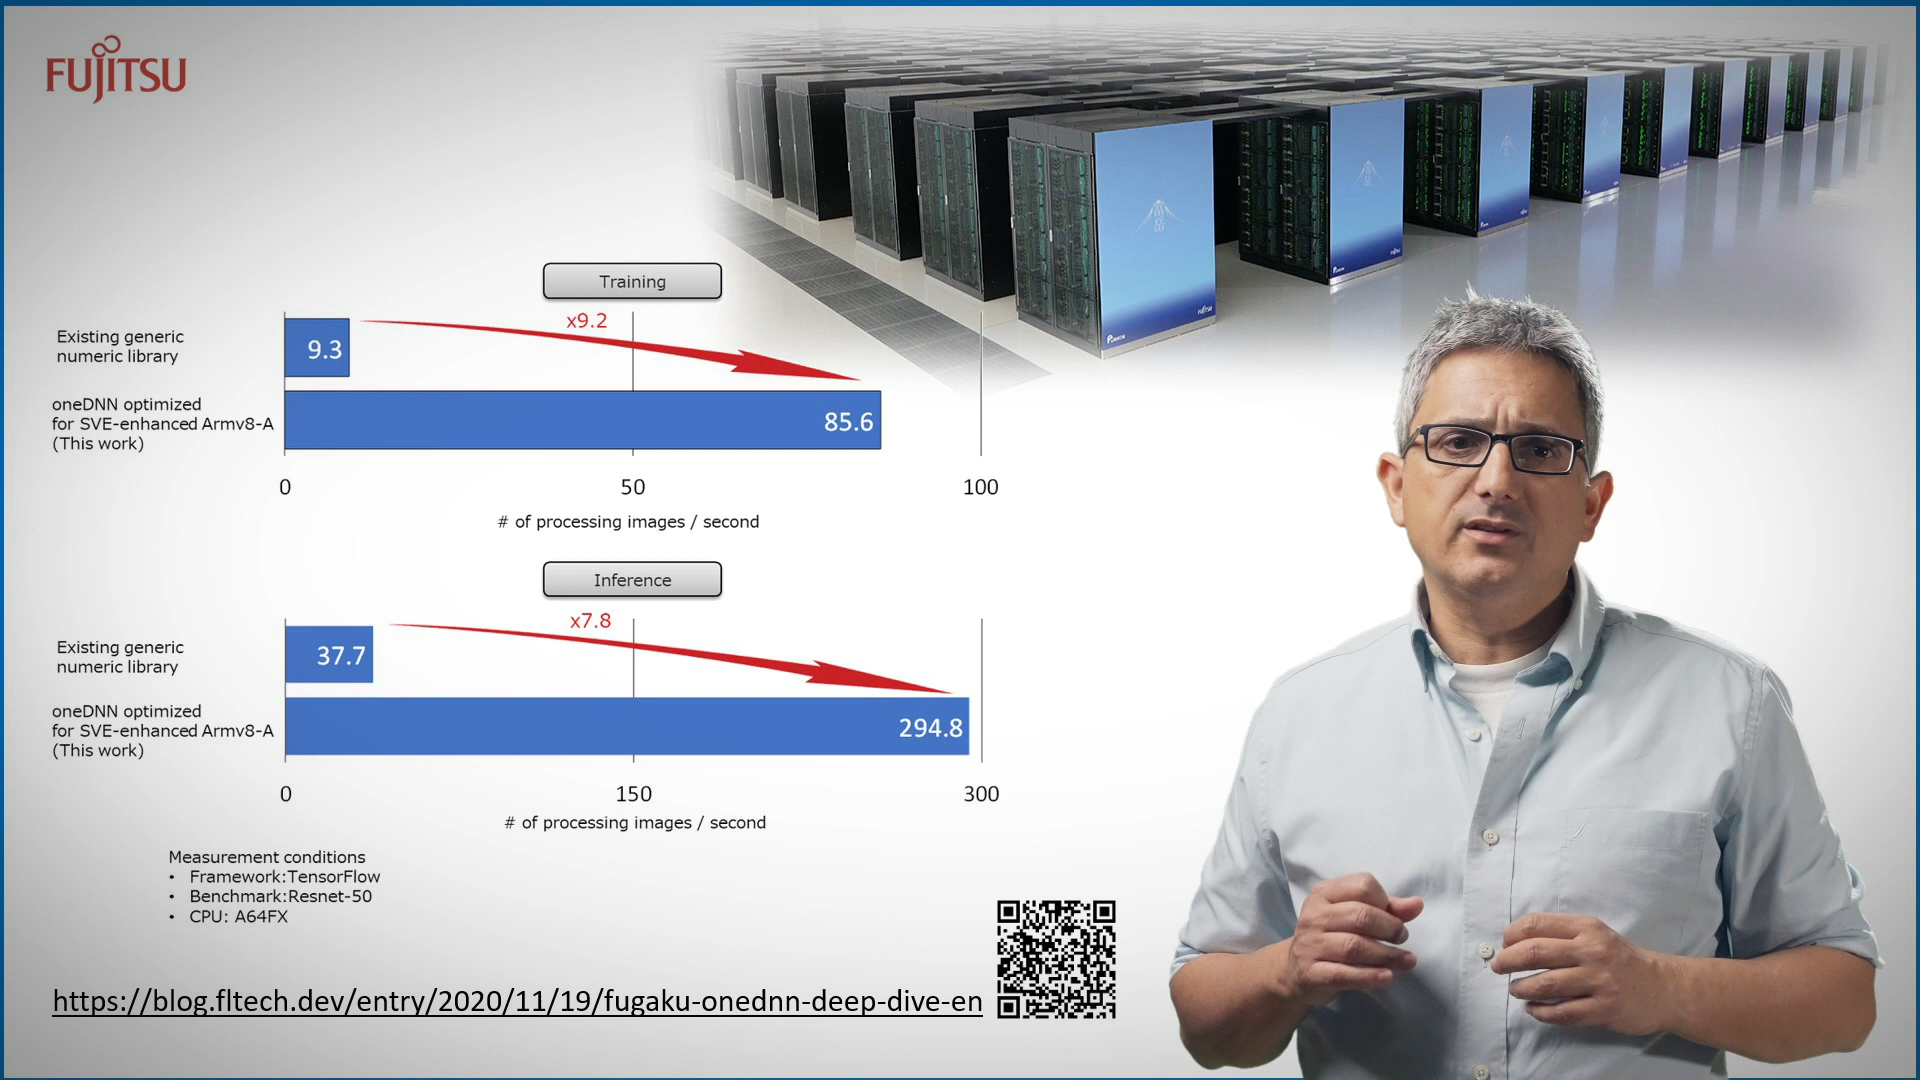 FUJITSU
Training
x9.2
Existing generic
numeric library
9.3
oneDNN optimized
for SVE-enhanced Armv8-A
(This work)
85.6
0 50 100
# of processing images / second
Inference
x7.8
Existing generic
numeric library
37.7
oneDNN optimized
for SVE-enhanced Armv8-A
(This work)
294.8
0 150 300
# of processing images / second
Measurement conditions
• Framework:TensorFlow
• Benchmark:Resnet-50
• CPU: A64FX
https://blog.fltech.dev/entry/2020/11/19/fugaku-onednn-deep-dive-en
富岳
FUJITSU